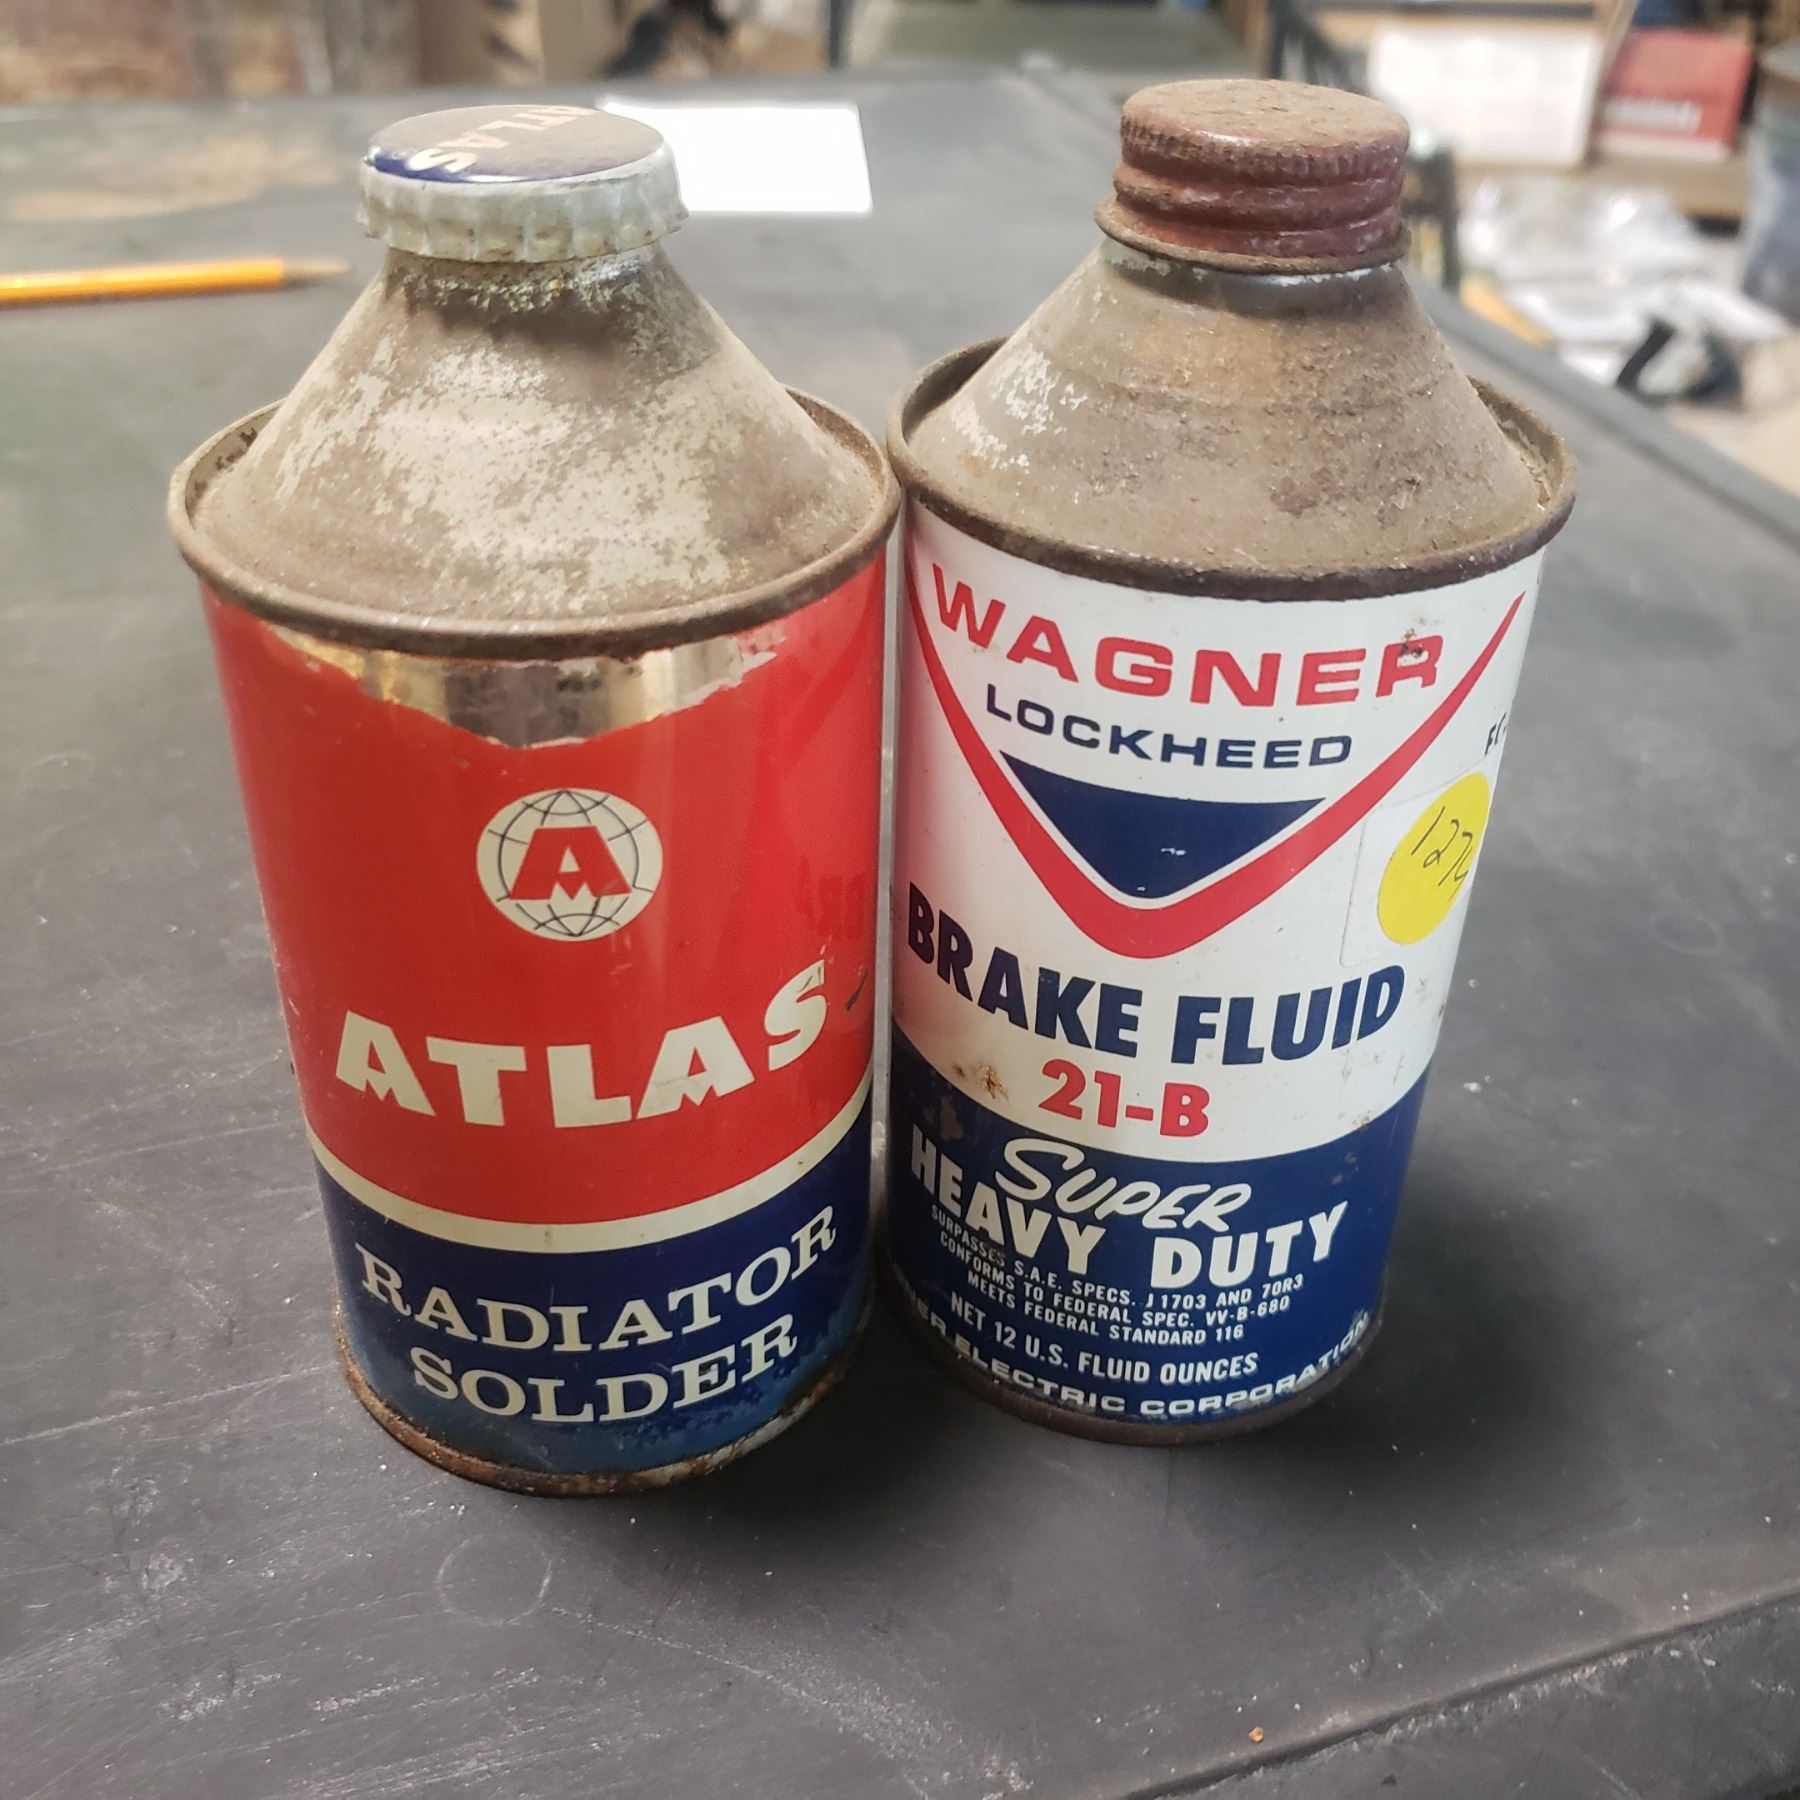 ATLAS
A
ATLAS
RADIATOR
SOLDER
WAGNER
LOCKHEED
BRAKE FLUID
21-B
SUPER
HEAVY DUTY
SURPASSES S.A.E. SPECS. J1703 AND 70R3
CONFORMS TO FEDERAL SPEC. VV-B-680
MEETS FEDERAL STANDARD 116
NET 12 U.S. FLUID OUNCES
ELECTRIC CORPORATION